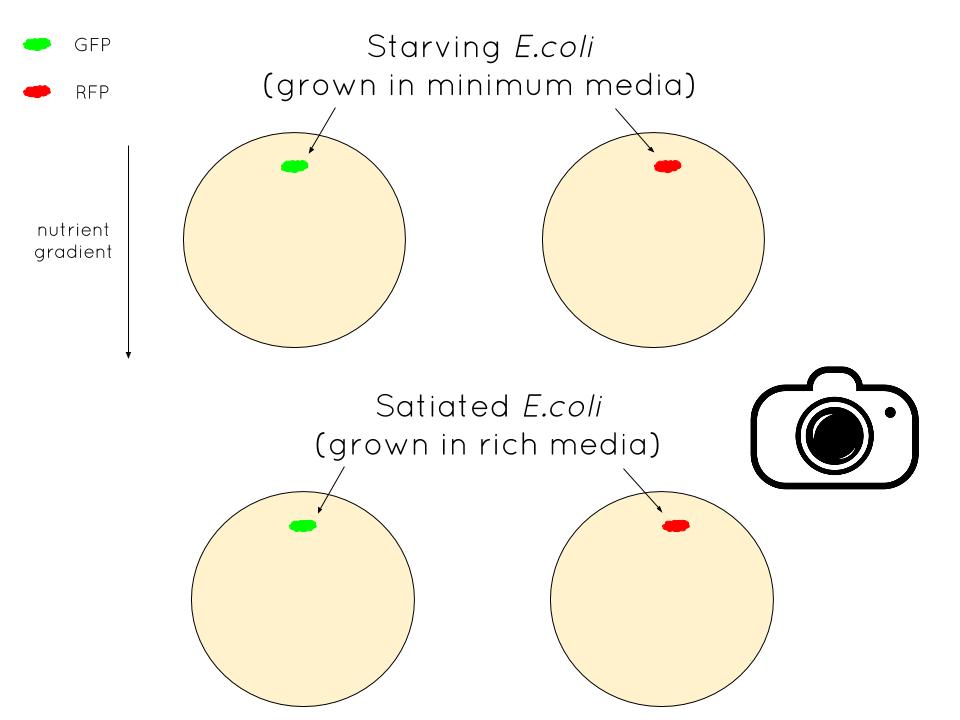 GFP
RFP
Starving E.coli
(grown in minimum media)
nutrient
gradient
Satiated E.coli
(grown in rich media)